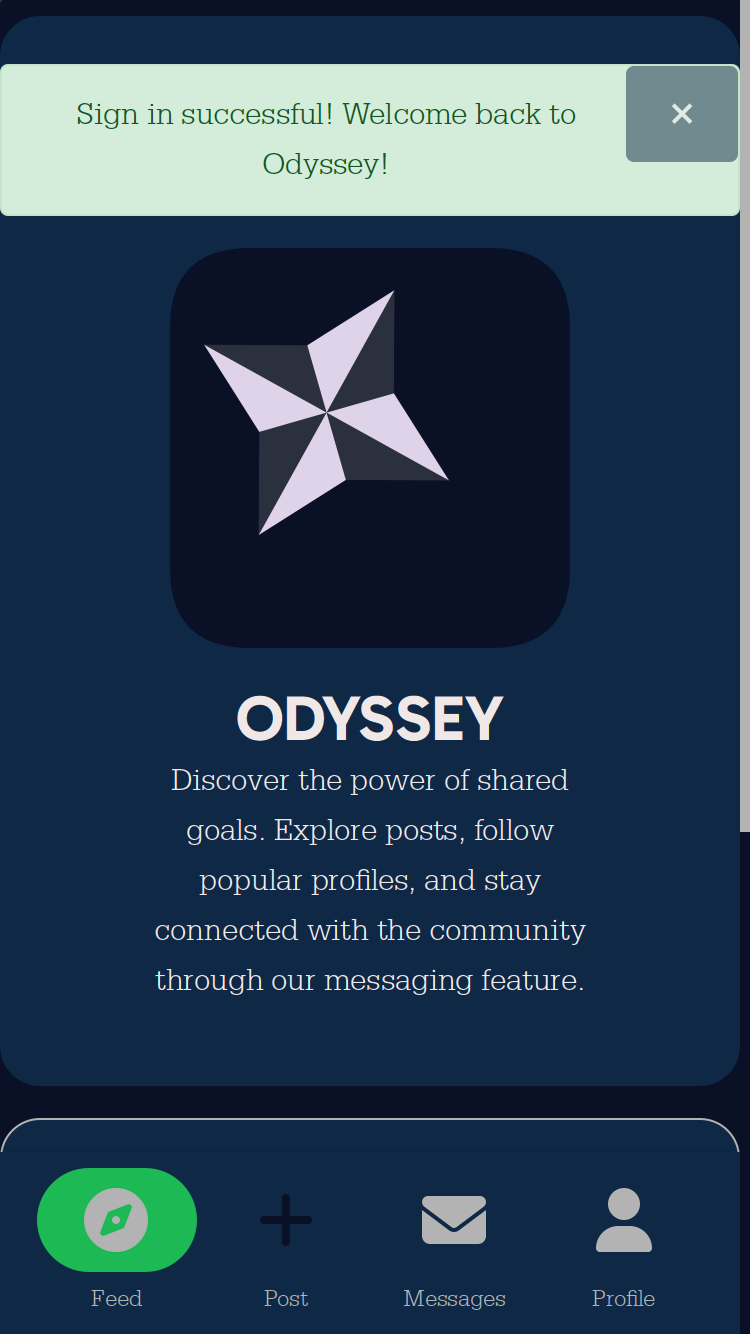 Sign in successful! Welcome back to
Odyssey!
ODYSSEY
Discover the power of shared
goals. Explore posts, follow
popular profiles, and stay
connected with the community
through our messaging feature.
Feed
Post
Messages
Profile